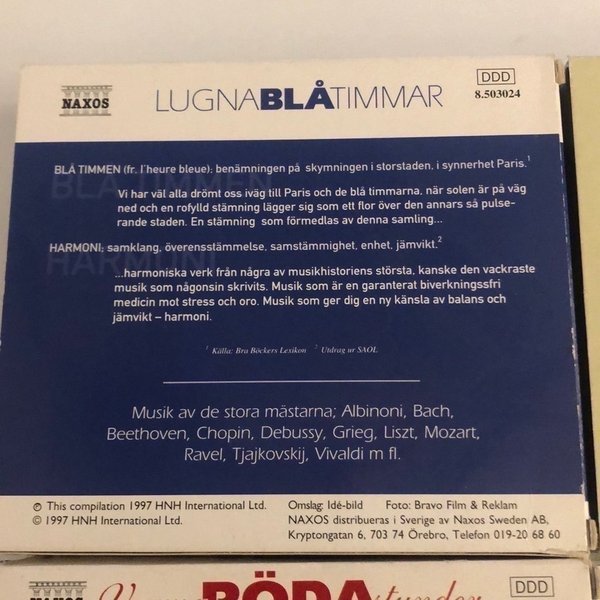 NAXOS
LUGNABLÅTIMMAR
DDD
8.503024
BLÅ TIMMEN (fr. l'heure bleue); benämningen på skymningen i storstaden, i synnerhet Paris.1
BLÅ TIMMEN
Vi har väl alla drömt oss iväg till Paris och de blå timmarna, när solen är på väg
ned och en rofylld stämning lägger sig som ett flor över den annars så pulse-
rande staden. En stämning som förmedlas av denna samling...
HARMONI; samklang, överensstämmelse, samstämmighet, enhet, jämvikt.2
HARMONI
...harmoniska verk från några av musikhistoriens största, kanske den vackraste
musik som någonsin skrivits. Musik som är en garanterat biverkningsfri
medicin mot stress och oro. Musik som ger dig en ny känsla av balans och
jämvikt – harmoni.
1 Källa: Bra Böckers Lexikon 2 Utdrag ur SAOL
Musik av de stora mästarna; Albinoni, Bach,
Beethoven, Chopin, Debussy, Grieg, Liszt, Mozart,
Ravel, Tjajkovskij, Vivaldi m fl.
℗ This compilation 1997 HNH International Ltd.
© 1997 HNH International Ltd.
Omslag: Idé-bild Foto: Bravo Film & Reklam
NAXOS distribueras i Sverige av Naxos Sweden AB,
Kryptongatan 6, 703 74 Örebro, Telefon 019-20 68 60
NAXOS
RÖDA stunder
DDD